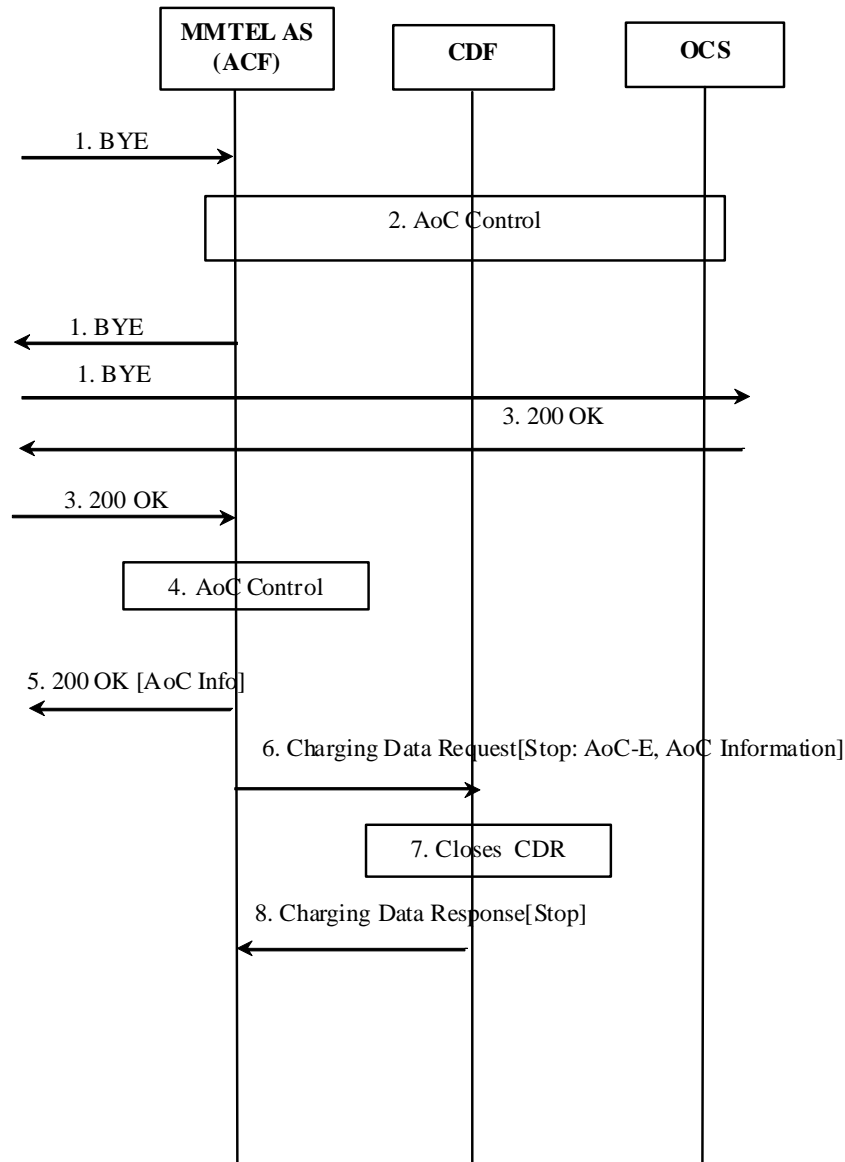 MMTEL AS
(ACF)
CDF
OCS
1. BYE
2. AoC Control
1. BYE
1. BYE
3. 200 OK
3. 200 OK
4. AoC Control
5. 200 OK [AoC Info]
6. Charging Data Request[Stop: AoC-E, AoC Information]
7. Closes CDR
8. Charging Data Response[Stop]